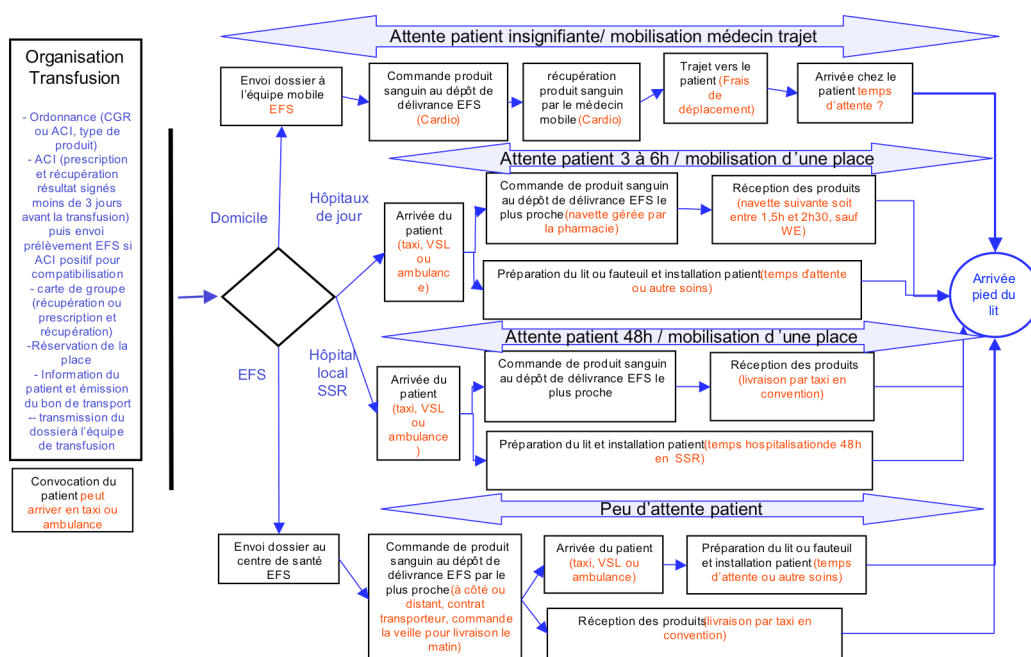 Organisation
Transfusion
- Ordonnance (CGR
ou ACI, type de
produit)
- ACI (prescription
et récupération
résultat signés
moins de 3 jours
avant la transfusion)
puis envoi
prélèvement EFS si
ACI positif pour
compatibilisation
- carte de groupe
(récupération ou
prescription et
récupération)
-Réservation de la
place
- Information du
patient et émission
du bon de transport
-- transmission du
dossierà l'équipe
de transfusion
Convocation du
patient peut
arriver en taxi ou
ambulance
Domicile
Hôpitaux
de jour
Hôpital
local
SSR
EFS
Attente patient insignifiante/ mobilisation médecin trajet
Envoi dossier à
l'équipe mobile
EFS
Commande produit
sanguin au dépôt de
délivrance EFS
(Cardio)
récupération
produit sanguin
par le médecin
mobile (Cardio)
Trajet vers le
patient (Frais
de
déplacement)
Arrivée chez le
patient temps
d'attente ?
Attente patient 3 à 6h / mobilisation d'une place
Arrivée du
patient
(taxi, VSL
ou
ambulanc
e)
Commande de produit sanguin
au dépôt de délivrance EFS le
plus proche (navette gérée par
la pharmacie)
Réception des produits
(navette suivante soit
entre 1,5h et 2h30, sauf
WE)
Préparation du lit ou fauteuil et installation patient(temps d'attente
ou autre soins)
Arrivée
pied du
lit
Attente patient 48h / mobilisation d'une place
Arrivée du
patient
(taxi, VSL
ou
ambulance
)
Commande de produit sanguin
au dépôt de délivrance EFS le
plus proche
Réception des produits
(livraison par taxi en
convention)
Préparation du lit et installation patient(temps hospitalisationde 48h
en SSR)
Peu d'attente patient
Envoi dossier au
centre de santé
EFS
Commande de produit
sanguin au dépôt de
délivrance EFS par le
plus proche (à côté ou
distant, contrat
transporteur, commande
la veille pour livraison le
matin)
Arrivée du patient
(taxi, VSL ou
ambulance)
Préparation du lit ou fauteuil
et installation patient (temps
d'attente ou autre soins)
Réception des produits(livraison par taxi en
convention)